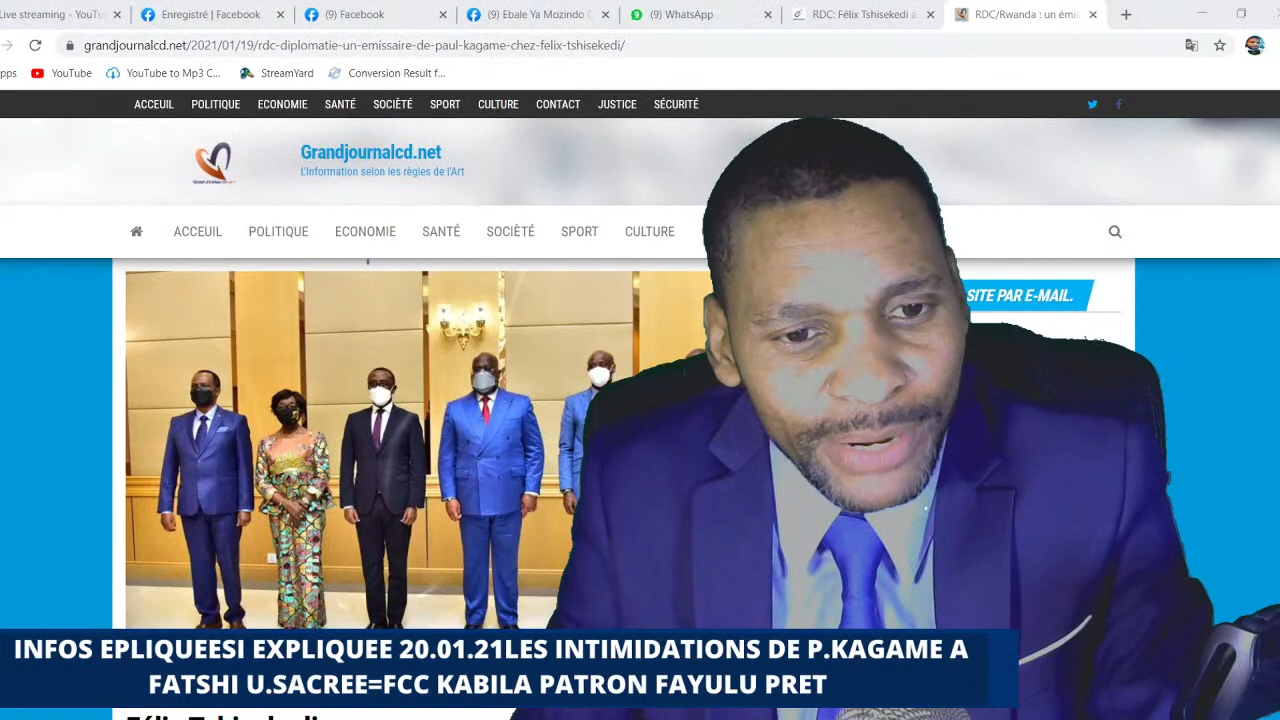 Live streaming - YouTu
Enregistré | Facebook
(9) Facebook
(9) Ebale Ya Mozindo
(9) WhatsApp
RDC: Félix Tshisekedi a
RDC/Rwanda : un émis
grandjournalcd.net/2021/01/19/rdc-diplomatie-un-emissaire-de-paul-kagame-chez-felix-tshisekedi/
pps
YouTube
YouTube to Mp3 C...
StreamYard
Conversion Result f...
ACCEUIL POLITIQUE ECONOMIE SANTÉ SOCIÈTÉ SPORT CULTURE CONTACT JUSTICE SÉCURITÉ
Grandjournalcd.net
L'Information selon les règles de l'Art
ACCEUIL POLITIQUE ECONOMIE SANTÉ SOCIÈTÉ SPORT CULTURE
SITE PAR E-MAIL.
INFOS EPLIQUEESI EXPLIQUEE 20.01.21LES INTIMIDATIONS DE P.KAGAME A
FATSHI U.SACREE=FCC KABILA PATRON FAYULU PRET